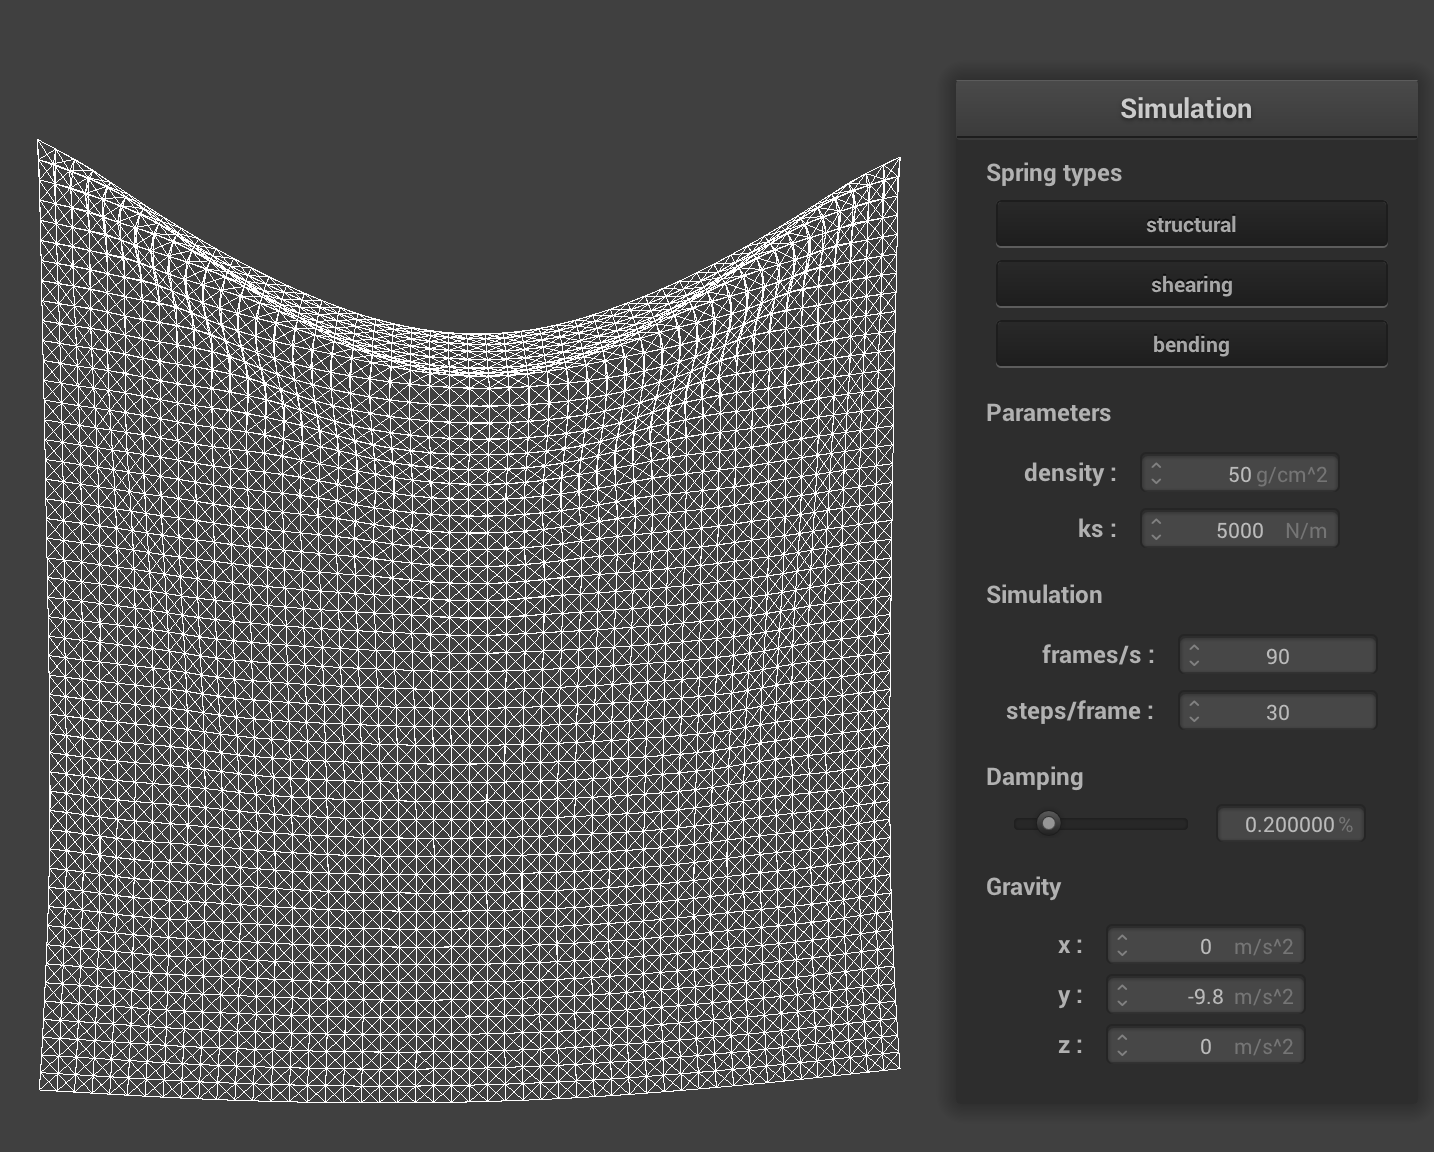 Simulation
Spring types
structural
shearing
bending
Parameters
density : 50 g/cm^2
ks : 5000 N/m
Simulation
frames/s : 90
steps/frame : 30
Damping
0.200000 %
Gravity
x : 0 m/s^2
y : -9.8 m/s^2
z : 0 m/s^2